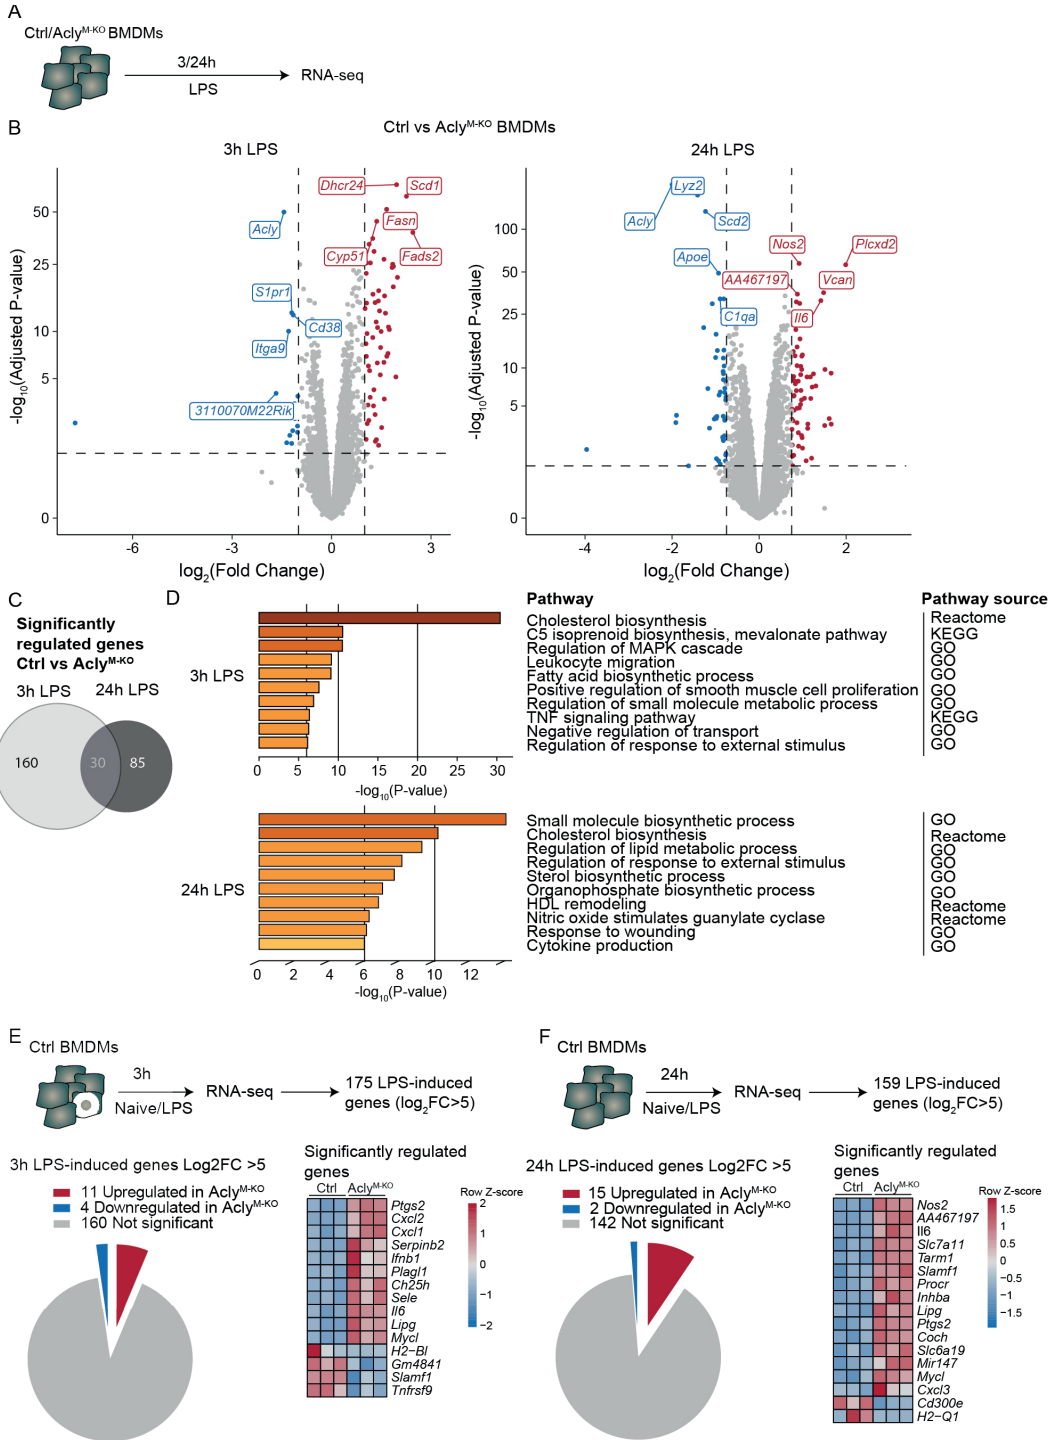 A
Ctrl/Acly^M-KO BMDMs
3/24h
LPS
RNA-seq
B
Ctrl vs Acly^M-KO BMDMs
3h LPS
24h LPS
-log10(Adjusted P-value)
50
25
10
5
0
-6
-3
0
3
log2(Fold Change)
Dhcr24
Scd1
Acly
Fasn
Cyp51
Fads2
S1pr1
Cd38
Itga9
3110070M22Rik
-log10(Adjusted P-value)
100
50
25
10
5
0
-4
-2
0
2
log2(Fold Change)
Lyz2
Acly
Scd2
Nos2
Plcxd2
Apoe
AA467197
Vcan
C1qa
Il6
C
Significantly
regulated genes
Ctrl vs Acly^M-KO
3h LPS
24h LPS
160
30
85
D
Pathway
Pathway source
3h LPS
Cholesterol biosynthesis
Reactome
C5 isoprenoid biosynthesis, mevalonate pathway
KEGG
Regulation of MAPK cascade
GO
Leukocyte migration
GO
Fatty acid biosynthetic process
GO
Positive regulation of smooth muscle cell proliferation
GO
Regulation of small molecule metabolic process
GO
TNF signaling pathway
KEGG
Negative regulation of transport
GO
Regulation of response to external stimulus
GO
0 5 10 15 20 25 30
-log10(P-value)
24h LPS
Small molecule biosynthetic process
GO
Cholesterol biosynthesis
Reactome
Regulation of lipid metabolic process
GO
Regulation of response to external stimulus
GO
Sterol biosynthetic process
GO
Organophosphate biosynthetic process
GO
HDL remodeling
Reactome
Nitric oxide stimulates guanylate cyclase
Reactome
Response to wounding
GO
Cytokine production
GO
0 2 4 6 8 10 12
-log10(P-value)
E
Ctrl BMDMs
3h
Naive/LPS
RNA-seq
175 LPS-induced
genes (log2FC>5)
3h LPS-induced genes Log2FC >5
11 Upregulated in Acly^M-KO
4 Downregulated in Acly^M-KO
160 Not significant
Significantly regulated
genes
Ctrl
Acly^M-KO
Ptgs2
Cxcl2
Cxcl1
Serpinb2
Ifnb1
Plagl1
Ch25h
Sele
Il6
Lipg
Mycl
H2−Bl
Gm4841
Slamf1
Tnfrsf9
Row Z-score
2
1
0
−1
−2
F
Ctrl BMDMs
24h
Naive/LPS
RNA-seq
159 LPS-induced
genes (log2FC>5)
24h LPS-induced genes Log2FC >5
15 Upregulated in Acly^M-KO
2 Downregulated in Acly^M-KO
142 Not significant
Significantly regulated
genes
Ctrl
Acly^M-KO
Nos2
AA467197
Il6
Slc7a11
Tarm1
Slamf1
Procr
Inhba
Lipg
Ptgs2
Coch
Slc6a19
Mir147
Mycl
Cxcl3
Cd300e
H2−Q1
Row Z-score
1.5
1
0.5
0
−0.5
−1
−1.5